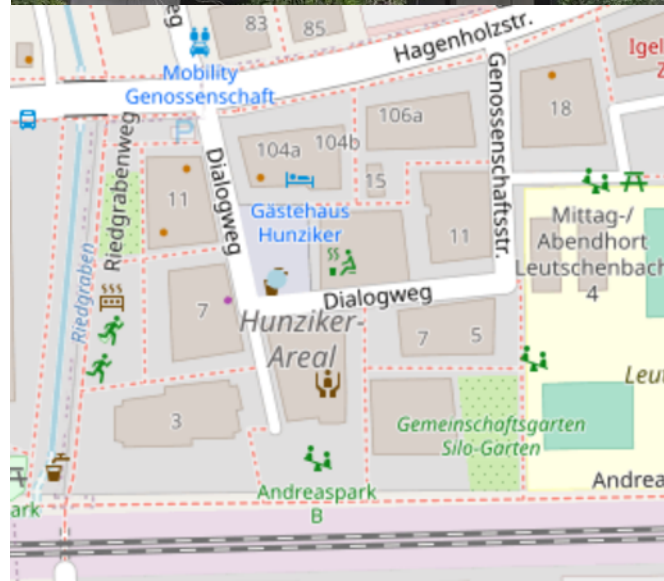 eg
83
85
Hagenholzstr.
Igel
Z
Mobility
Genossenschaft
Genossenschaftsstr.
18
106a
104a
104b
Riedgrabenweg
Dialogweg
11
15
Gästehaus
Hunziker
11
Mittag-/
Abendhort
Leutschenbach
4
Riedgraben
7
Dialogweg
Hunziker-
Areal
7
5
3
Leut
Gemeinschaftsgarten
Silo-Garten
Andreaspark
B
Andrea
ark